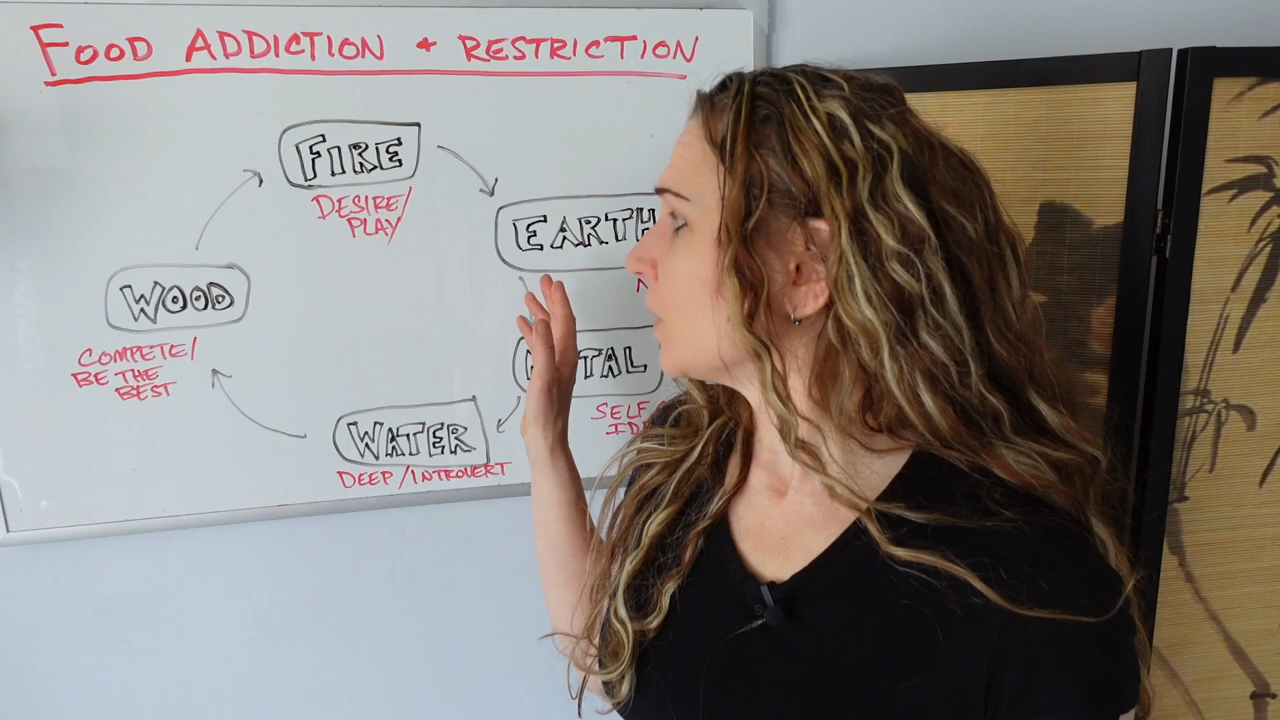 FOOD ADDICTION + RESTRICTION
FIRE
DESIRE/
PLAY
EARTH
WOOD
COMPETE/
BE THE
BEST
TAL
SELF
WATER
DEEP/INTROVERT